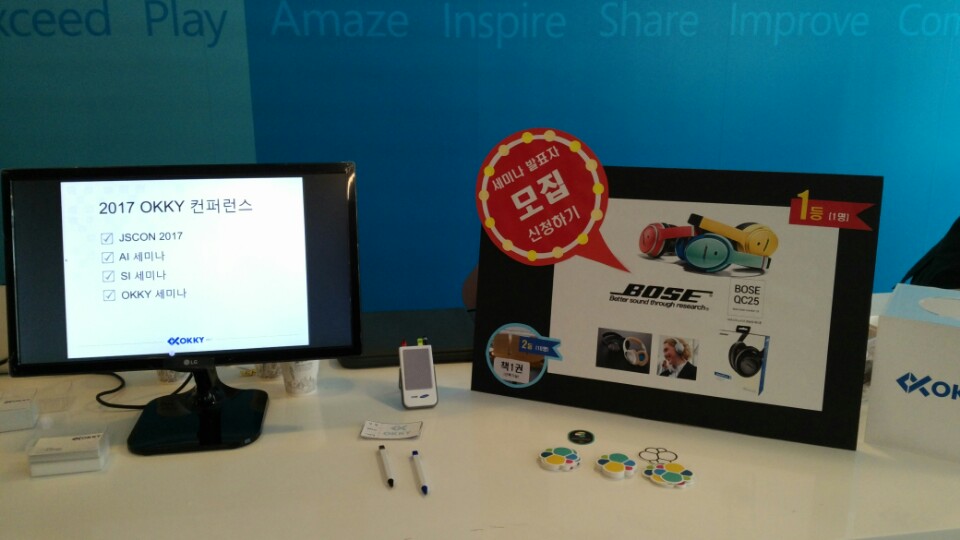 xceed Play Amaze Inspire Share Improve Con
2017 OKKY 컨퍼런스
JSCON 2017
AI 세미나
SI 세미나
OKKY 세미나
OKKY
LG
세미나 발표자
모집
신청하기
1등 (1명)
BOSE
Better sound through research
BOSE
QC25
2등
책1권
OKKY